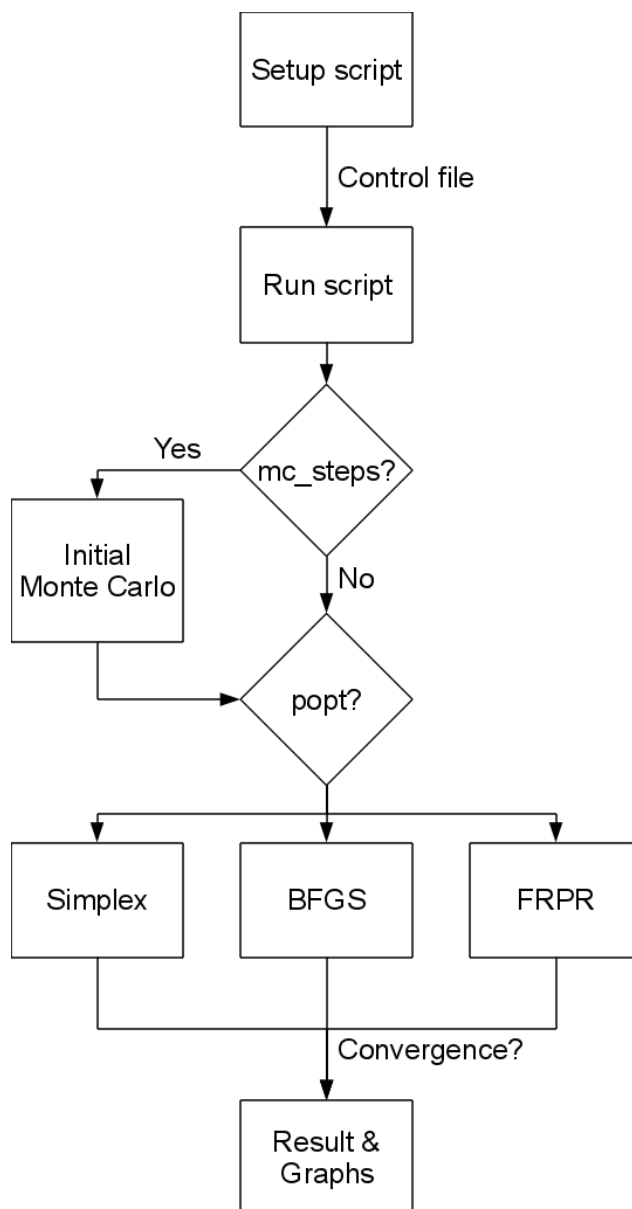 Setup script
Control file
Run script
Yes
mc_steps?
Initial
Monte Carlo
No
popt?
Simplex
BFGS
FRPR
Convergence?
Result &
Graphs